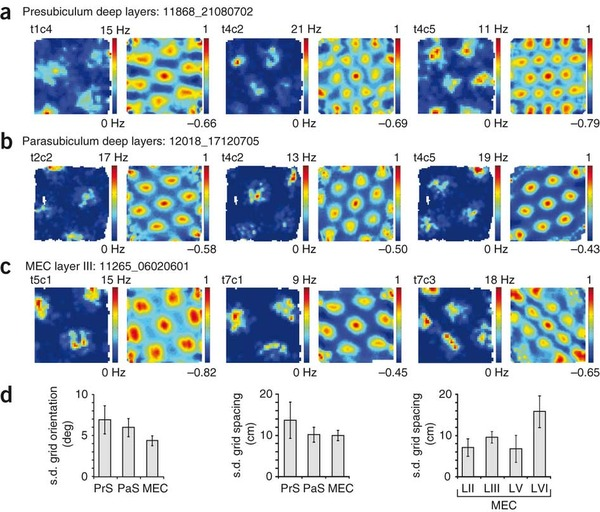 a Presubiculum deep layers: 11868_21080702
t1c4 15 Hz 1 t4c2 21 Hz 1 t4c5 11 Hz 1
0 Hz –0.66 0 Hz –0.69 0 Hz –0.79
b Parasubiculum deep layers: 12018_17120705
t2c2 17 Hz 1 t4c2 13 Hz 1 t4c5 19 Hz 1
0 Hz –0.58 0 Hz –0.50 0 Hz –0.43
c MEC layer III: 11265_06020601
t5c1 15 Hz 1 t7c1 9 Hz 1 t7c3 18 Hz 1
0 Hz –0.82 0 Hz –0.45 0 Hz –0.65
d
s.d. grid orientation
(deg)
10
5
0
PrS PaS MEC
s.d. grid spacing
(cm)
20
10
0
PrS PaS MEC
s.d. grid spacing
(cm)
20
10
0
LII LIII LV LVI
MEC